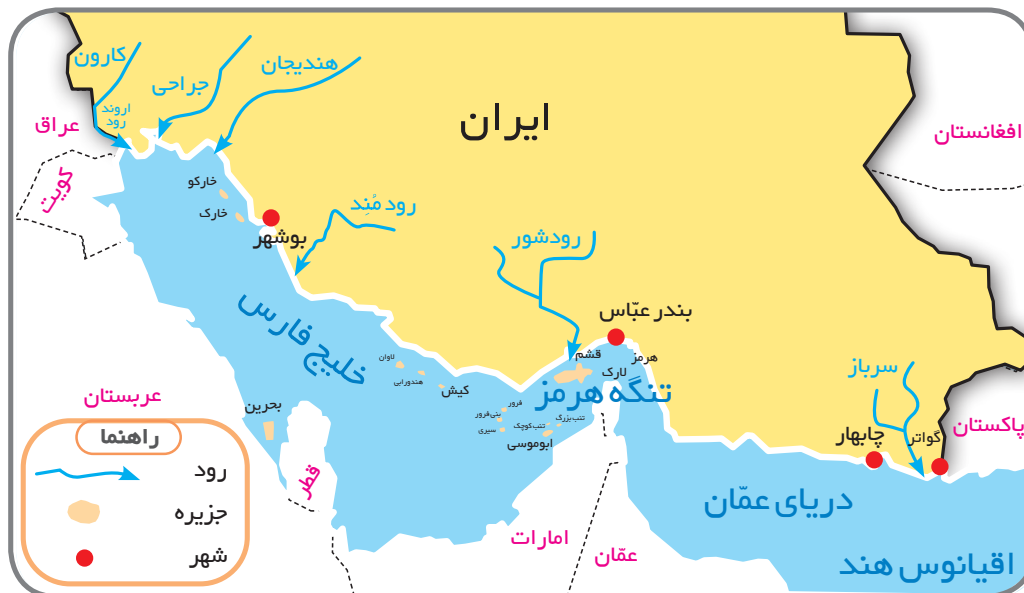 کارون
جراحی
هندیجان
اروند
رود
ایران
عراق
افغانستان
کویت
خارکو
خارک
بوشهر
رود مُند
رودشور
بندر عبّاس
خلیج فارس
قشم
هرمز
لارک
لاوان
هندورابی
کیش
تنگه هرمز
سرباز
عربستان
بحرین
فرور
بنی‌فرور
سیری
تنب‌بزرگ
تنب‌کوچک
ابوموسی
چابهار
گواتر
پاکستان
قطر
امارات
عمّان
دریای عمّان
اقیانوس هند
راهنما
رود
جزیره
شهر